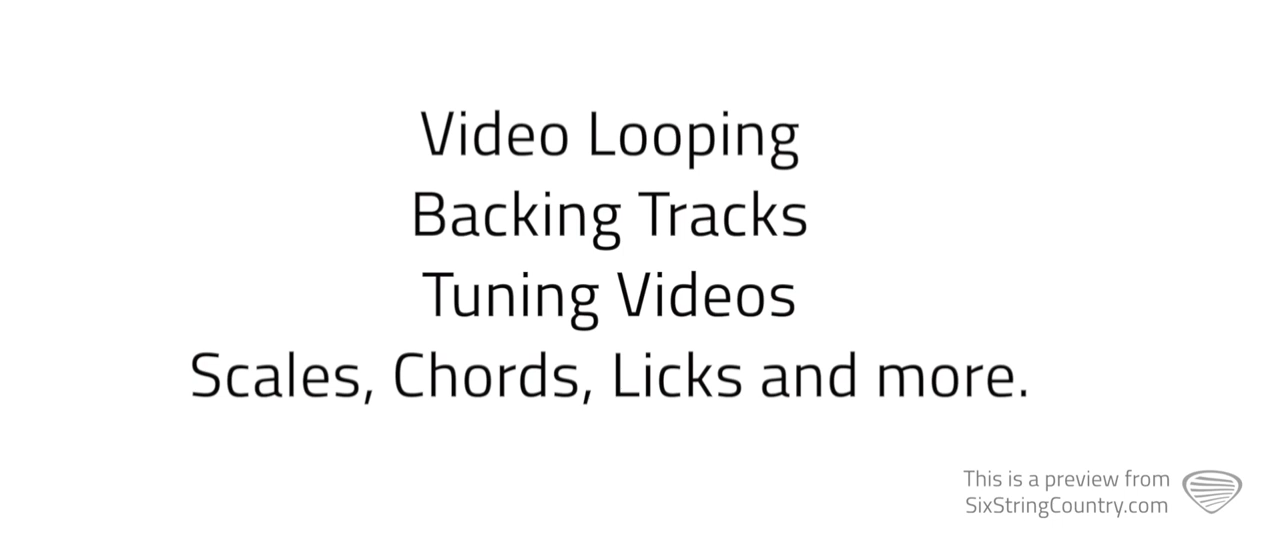 Video Looping
Backing Tracks
Tuning Videos
Scales, Chords, Licks and more.
This is a preview from
SixStringCountry.com